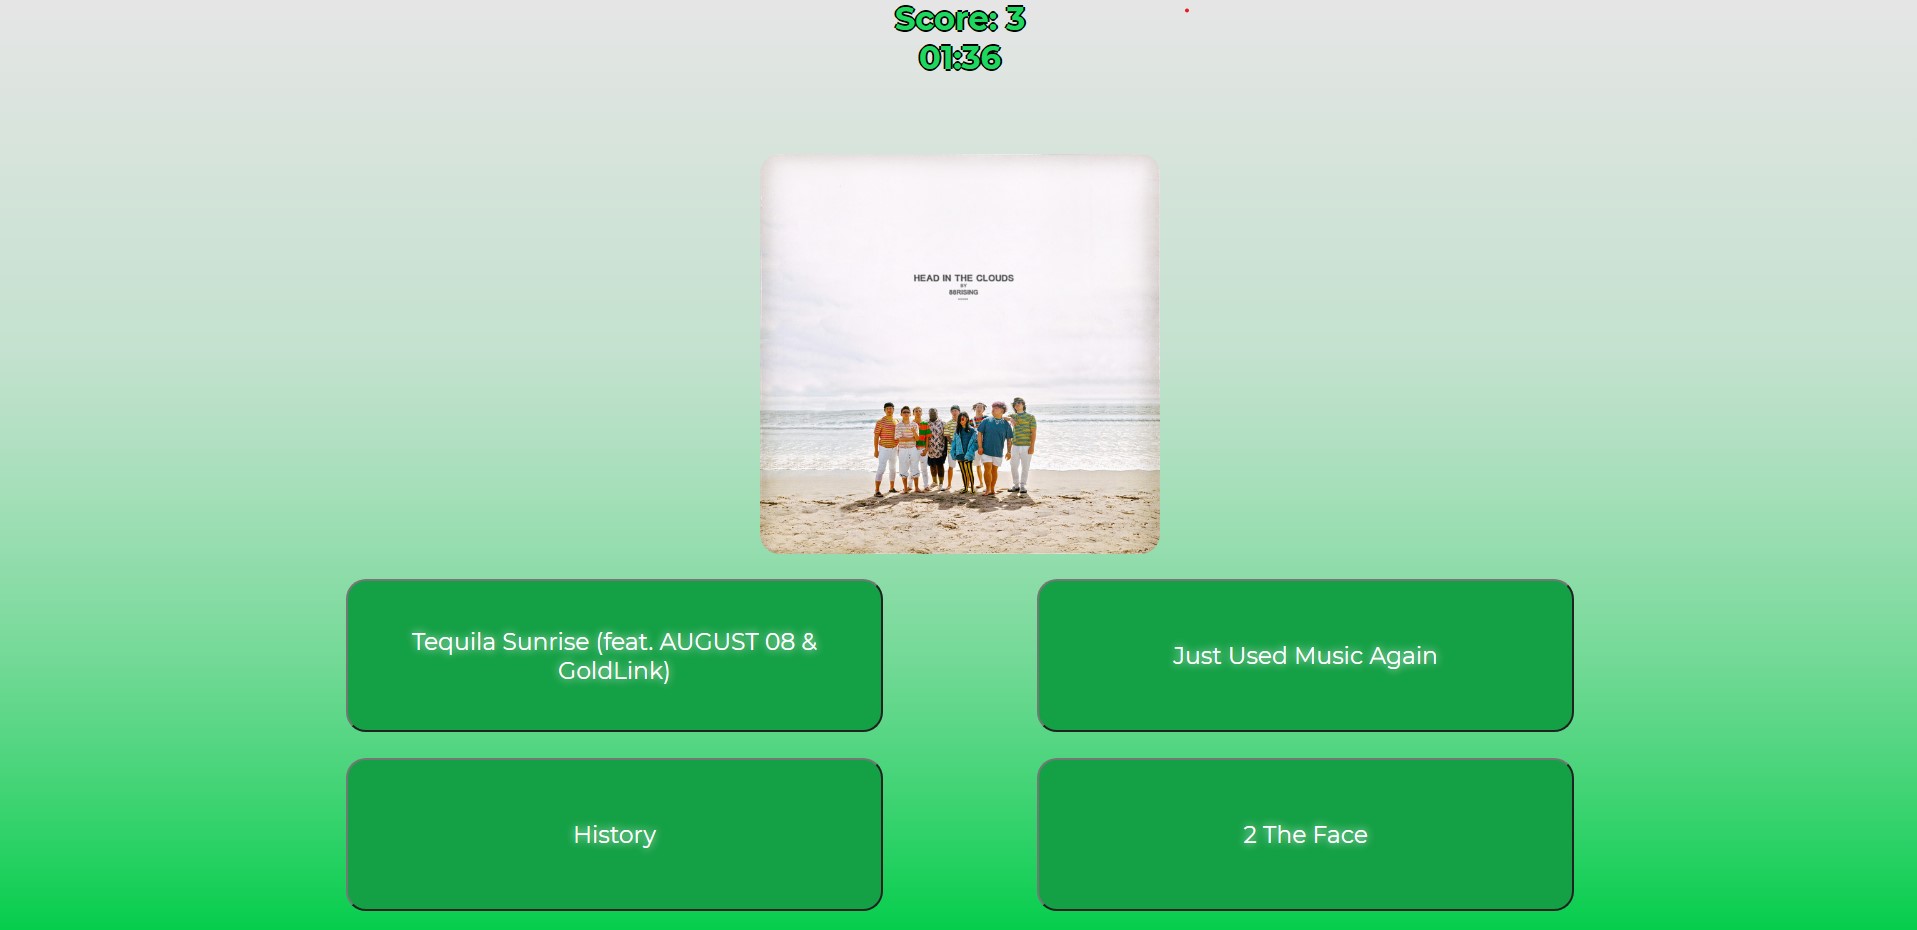 Score: 3
01:36
HEAD IN THE CLOUDS
BY
88RISING
Tequila Sunrise (feat. AUGUST 08 &
GoldLink)
Just Used Music Again
History
2 The Face